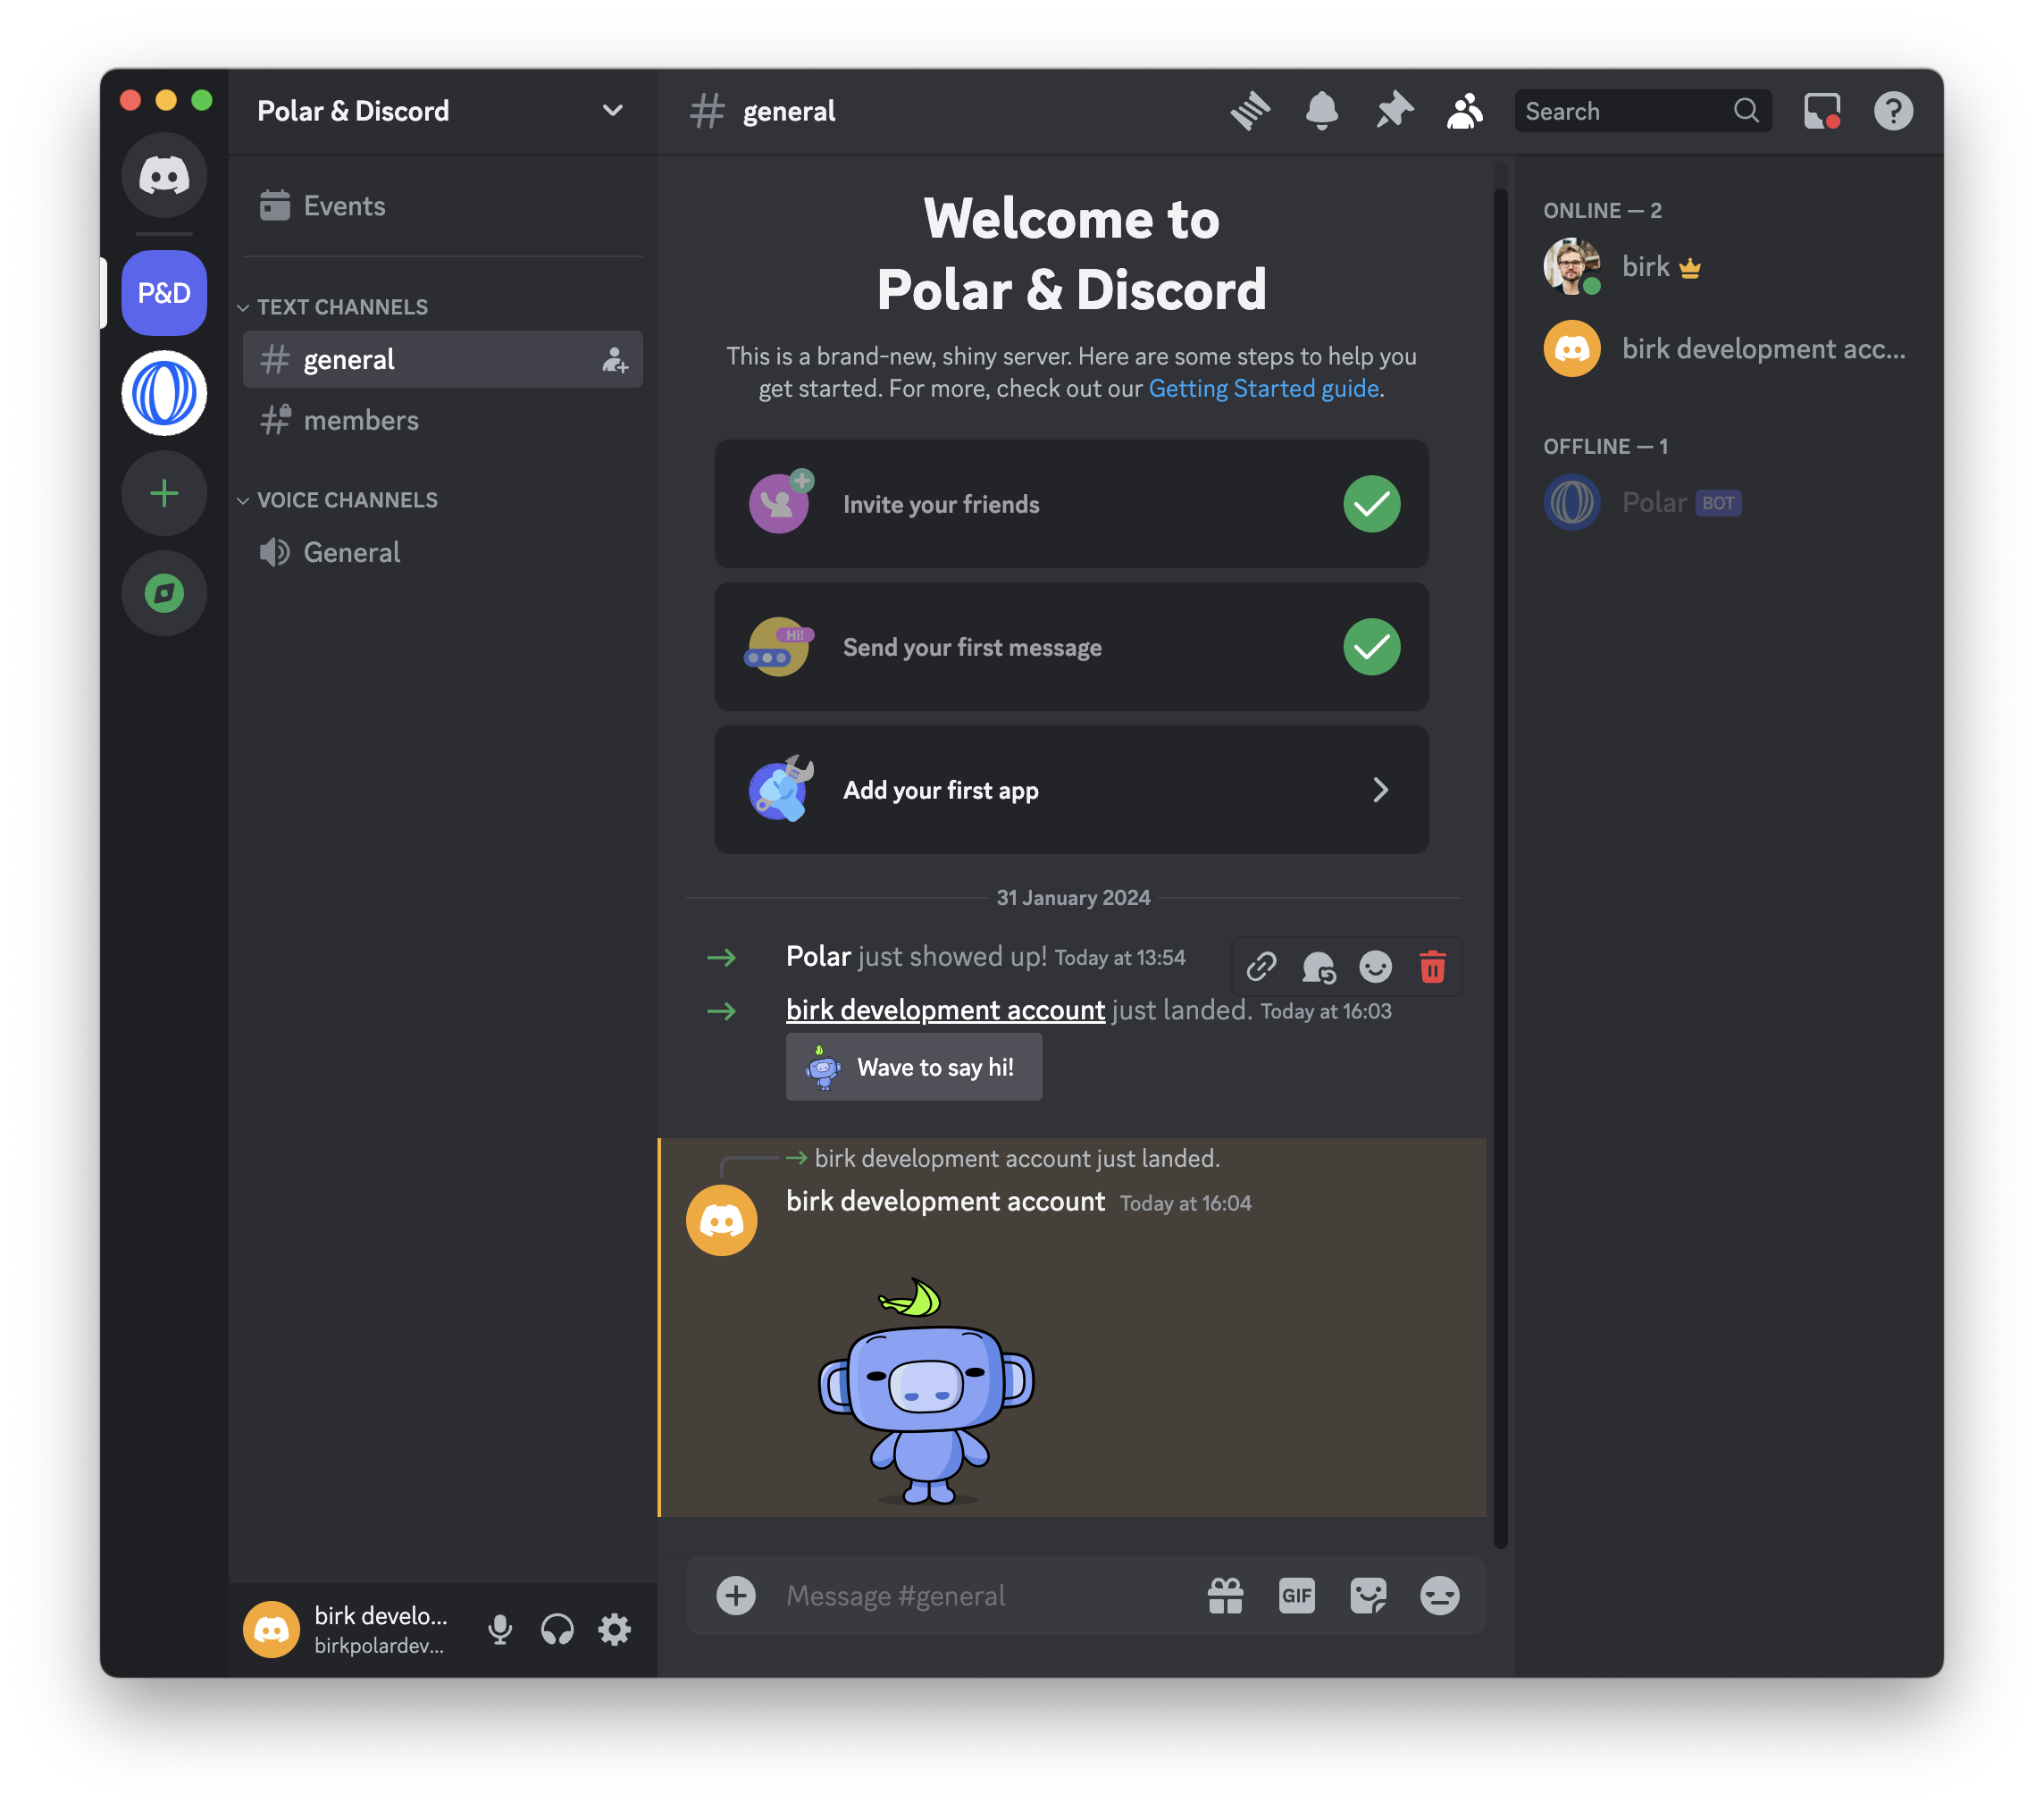 Polar & Discord
general
Search
P&D
Events
TEXT CHANNELS
general
members
VOICE CHANNELS
General
Welcome to
Polar & Discord
This is a brand-new, shiny server. Here are some steps to help you
get started. For more, check out our Getting Started guide.
Invite your friends
Hi!
Send your first message
Add your first app
31 January 2024
Polar just showed up! Today at 13:54
birk development account just landed. Today at 16:03
Wave to say hi!
birk development account just landed.
birk development account Today at 16:04
Message #general
GIF
birk develo...
birkpolardev...
ONLINE — 2
birk
birk development acc...
OFFLINE — 1
Polar BOT